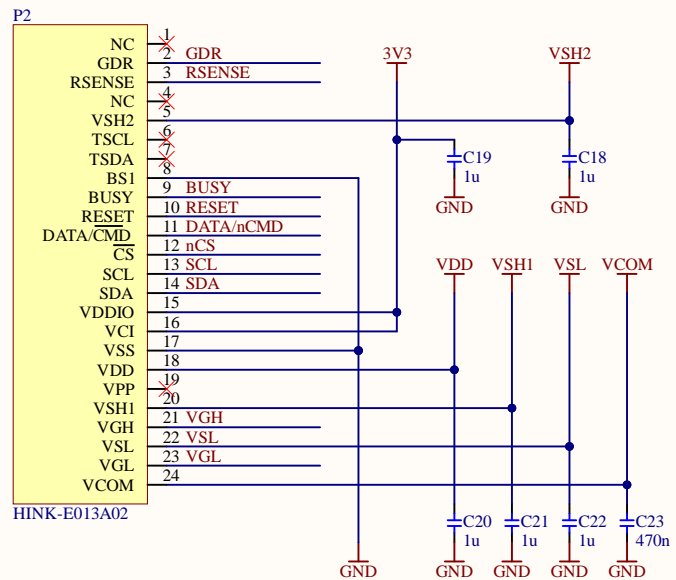 P2
NC 1
GDR 2 GDR
RSENSE 3 RSENSE
NC 4
VSH2 5
TSCL 6
TSDA 7
BS1 8
BUSY 9 BUSY
RESET 10 RESET
DATA/CMD 11 DATA/nCMD
CS 12 nCS
SCL 13 SCL
SDA 14 SDA
VDDIO 15
VCI 16
VSS 17
VDD 18
VPP 19
VSH1 20
VGH 21 VGH
VSL 22 VSL
VGL 23 VGL
VCOM 24
HINK-E013A02
3V3 VSH2
C19 C18
1u 1u
GND GND
VDD VSH1 VSL VCOM
C20 C21 C22 C23
1u 1u 1u 470n
GND GND GND GND GND